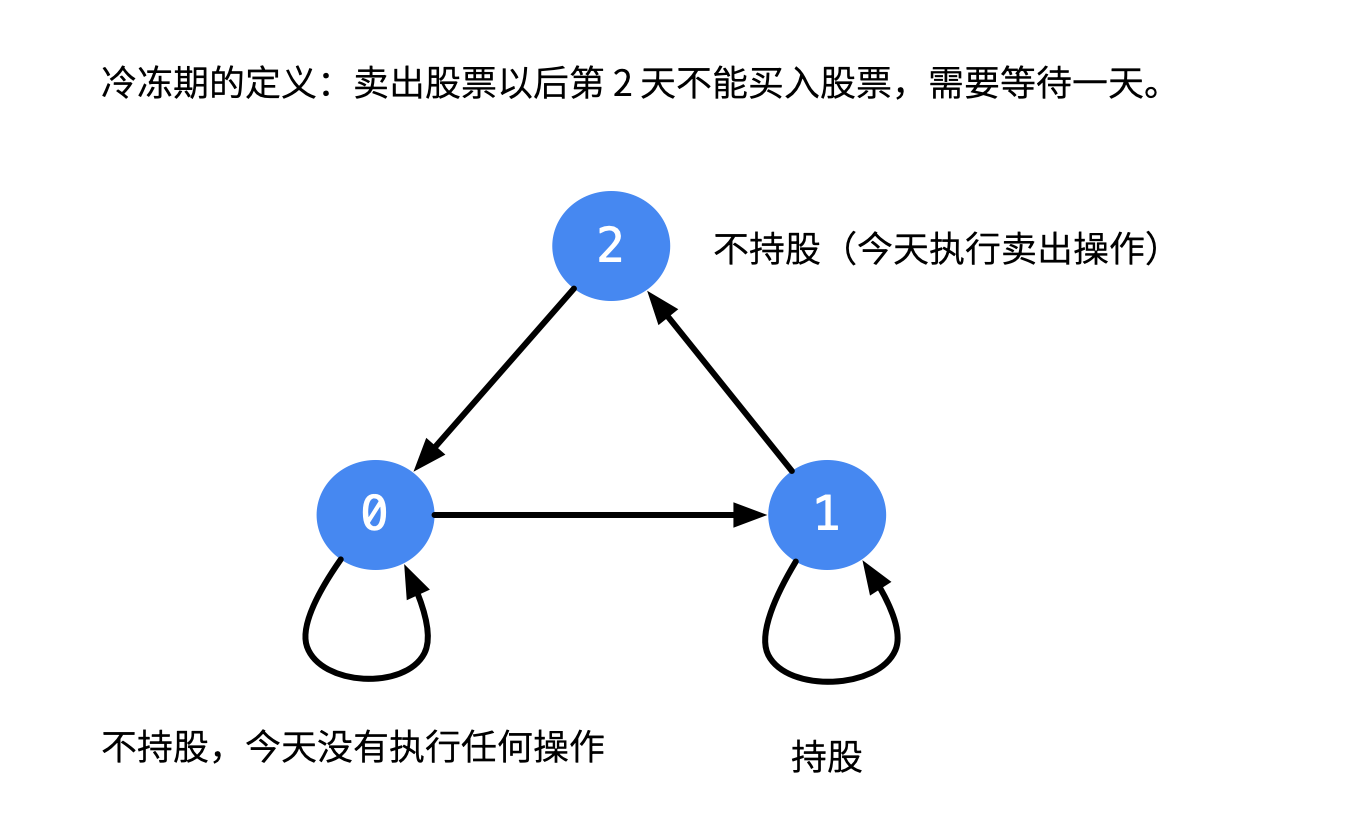 冷冻期的定义：卖出股票以后第 2 天不能买入股票，需要等待一天。
2
不持股（今天执行卖出操作）
0
1
不持股，今天没有执行任何操作
持股